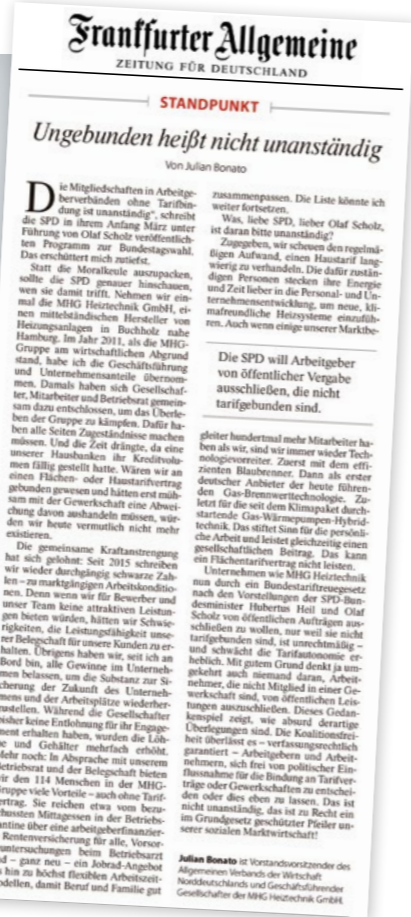 Frankfurter Allgemeine
ZEITUNG FÜR DEUTSCHLAND
STANDPUNKT
Ungebunden heißt nicht unanständig
Von Julian Bonato
Die Mitgliedschaften in Arbeitge-
berverbänden ohne Tarifbin-
dung ist unanständig“, schreibt
die SPD in ihrem Anfang März unter
Führung von Olaf Scholz veröffentlich-
ten Programm zur Bundestagswahl.
Das erschüttert mich zutiefst.
Statt die Moralkeule auszupacken,
sollte die SPD genauer hinschauen,
wen sie damit trifft. Nehmen wir ein-
mal die MHG Heiztechnik GmbH, ei-
nen mittelständischen Hersteller von
Heizungsanlagen in Buchholz nahe
Hamburg. Im Jahr 2011, als die MHG-
Gruppe am wirtschaftlichen Abgrund
stand, habe ich die Geschäftsführung
und Unternehmensanteile übernom-
men. Damals haben sich Gesellschaf-
ter, Mitarbeiter und Betriebsrat gemein-
sam dazu entschlossen, um das Überle-
ben der Gruppe zu kämpfen. Dafür ha-
ben alle Seiten Zugeständnisse machen
müssen. Und die Zeit drängte, da eine
unserer Hausbanken ihr Kreditvolu-
men fällig gestellt hatte. Wären wir an
einen Flächen- oder Haustarifvertrag
gebunden gewesen und hätten erst müh-
sam mit der Gewerkschaft eine Abwei-
chung davon aushandeln müssen, wür-
den wir heute vermutlich nicht mehr
existieren.
Die gemeinsame Kraftanstrengung
hat sich gelohnt: Seit 2015 schreiben
wir wieder durchgängig schwarze Zah-
len – zu marktgängigen Arbeitskonditio-
nen. Denn wenn wir für Bewerber und
unser Team keine attraktiven Leistun-
gen bieten würden, hätten wir Schwie-
rigkeiten, die Leistungsfähigkeit unse-
rer Belegschaft für unsere Kunden zu er-
halten. Übrigens haben wir, seit ich an
Bord bin, alle Gewinne im Unterneh-
men belassen, um die Substanz zur Si-
cherung der Zukunft des Unterneh-
mens und der Arbeitsplätze wiederher-
zustellen. Während die Gesellschafter
bisher keine Entlohnung für ihr Engage-
ment erhalten haben, wurden die Löh-
ne und Gehälter mehrfach erhöht.
Mehr noch: In Absprache mit unserem
Betriebsrat und der Belegschaft bieten
wir den 114 Menschen in der MHG-
Gruppe viele Vorteile – auch ohne Tarif-
vertrag. Sie reichen etwa vom bezu-
schussten Mittagessen in der Betriebs-
kantine über eine arbeitgeberfinanzier-
te Rentenversicherung für alle, Vorsor-
geuntersuchungen beim Betriebsarzt
und – ganz neu – ein Jobrad-Angebot
bis hin zu höchst flexiblen Arbeitszeit-
modellen, damit Beruf und Familie gut
zusammenpassen. Die Liste könnte ich
weiter fortsetzen.
Was, liebe SPD, lieber Olaf Scholz,
ist daran bitte unanständig?
Zugegeben, wir scheuen den regelmä-
ßigen Aufwand, einen Haustarif lang-
wierig zu verhandeln. Die dafür zustän-
digen Personen stecken ihre Energie
und Zeit lieber in die Personal- und Un-
ternehmensentwicklung, um neue, kli-
mafreundliche Heizsysteme einzufüh-
ren. Auch wenn einige unserer Marktbe-
Die SPD will Arbeitgeber
von öffentlicher Vergabe
ausschließen, die nicht
tarifgebunden sind.
gleiter hundertmal mehr Mitarbeiter ha-
ben als wir, sind wir immer wieder Tech-
nologievorreiter. Zuerst mit dem effi-
zienten Blaubrenner. Dann als erster
deutscher Anbieter der heute führen-
den Gas-Brennwerttechnologie. Zu-
letzt für die seit dem Klimapaket durch-
startende Gas-Wärmepumpen-Hybrid-
technik. Das stiftet Sinn für die persönli-
che Arbeit und leistet gleichzeitig einen
gesellschaftlichen Beitrag. Das kann
ein Flächentarifvertrag nicht leisten.
Unternehmen wie MHG Heiztechnik
nun durch ein Bundestariftreuegesetz
nach den Vorstellungen der SPD-Bun-
desminister Hubertus Heil und Olaf
Scholz von öffentlichen Aufträgen aus-
schließen zu wollen, nur weil sie nicht
tarifgebunden sind, ist unrechtmäßig –
und schwächt die Tarifautonomie er-
heblich. Mit gutem Grund denkt ja um-
gekehrt auch niemand daran, Arbeit-
nehmer, die nicht Mitglied in einer Ge-
werkschaft sind, von öffentlichen Leis-
tungen auszuschließen. Dieses Gedan-
kenspiel zeigt, wie absurd derartige
Überlegungen sind. Die Koalitionsfrei-
heit überlässt es – verfassungsrechtlich
garantiert – Arbeitgebern und Arbeit-
nehmern, sich frei von politischer Ein-
flussnahme für die Bindung an Tarifver-
träge oder Gewerkschaften zu entschei-
den oder dies eben zu lassen. Das ist
nicht unanständig, das ist zu Recht ein
im Grundgesetz geschützter Pfeiler un-
serer sozialen Marktwirtschaft!
Julian Bonato ist Vorstandsvorsitzender des
Allgemeinen Verbands der Wirtschaft
Norddeutschlands und Geschäftsführender
Gesellschafter der MHG Heiztechnik GmbH.